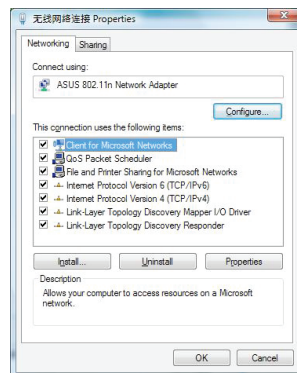 无线网络连接 Properties
Networking Sharing
Connect using:
ASUS 802.11n Network Adapter
Configure...
This connection uses the following items:
Client for Microsoft Networks
QoS Packet Scheduler
File and Printer Sharing for Microsoft Networks
Internet Protocol Version 6 (TCP/IPv6)
Internet Protocol Version 4 (TCP/IPv4)
Link-Layer Topology Discovery Mapper I/O Driver
Link-Layer Topology Discovery Responder
Install... Uninstall Properties
Description
Allows your computer to access resources on a Microsoft
network.
OK Cancel